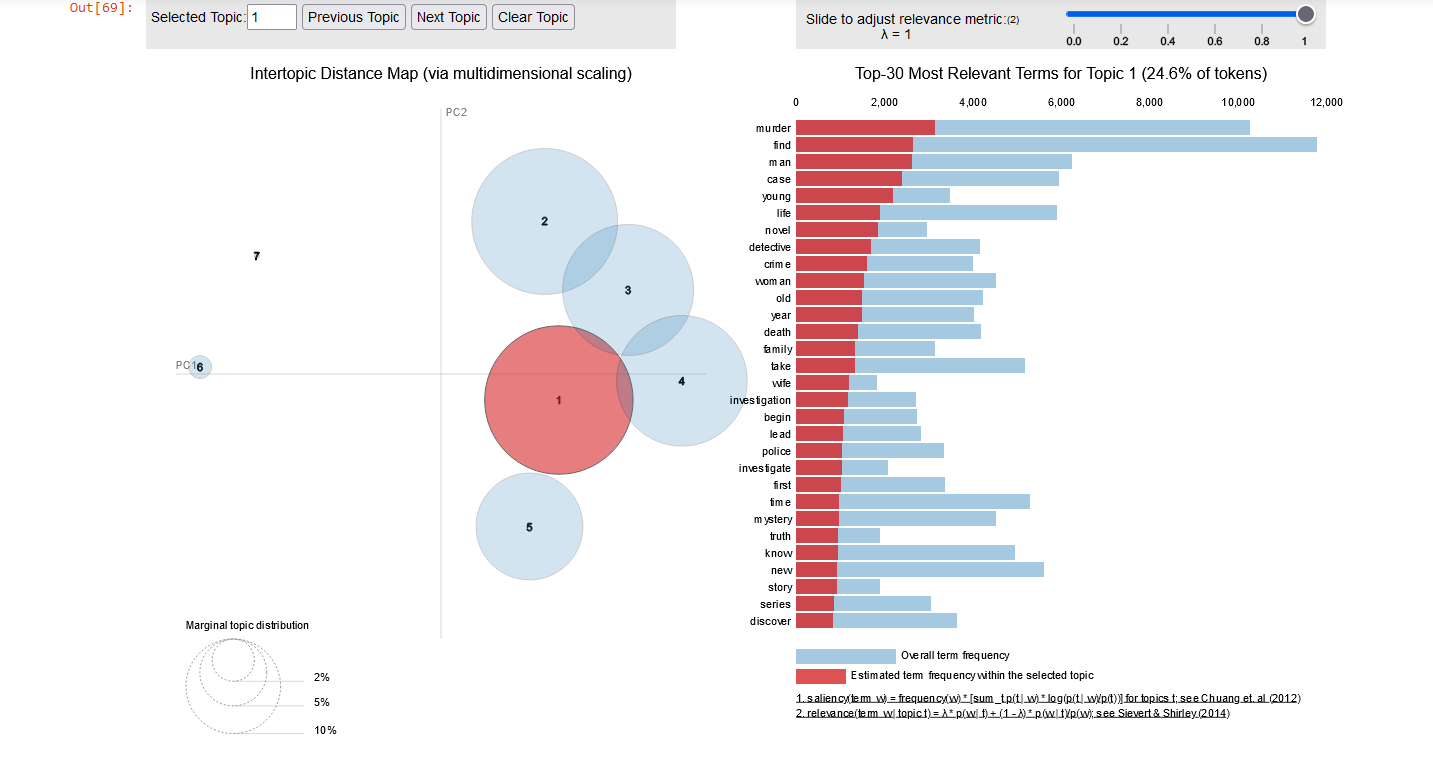 Out[69]:
Selected Topic: 1 Previous Topic Next Topic Clear Topic
Slide to adjust relevance metric:(2)
λ = 1
0.0 0.2 0.4 0.6 0.8 1
Intertopic Distance Map (via multidimensional scaling)
PC2
PC1
1
2
3
4
5
6
7
Marginal topic distribution
2%
5%
10%
Top-30 Most Relevant Terms for Topic 1 (24.6% of tokens)
0 2,000 4,000 6,000 8,000 10,000 12,000
murder
find
man
case
young
life
novel
detective
crime
woman
old
year
death
family
take
wife
investigation
begin
lead
police
investigate
first
time
mystery
truth
know
new
story
series
discover
Overall term frequency
Estimated term frequency within the selected topic
1. saliency(term w) = frequency(w) * [sum_t p(t | w) * log(p(t | w)/p(t))] for topics t; see Chuang et. al (2012)
2. relevance(term w | topic t) = λ * p(w | t) + (1 - λ) * p(w | t)/p(w); see Sievert & Shirley (2014)